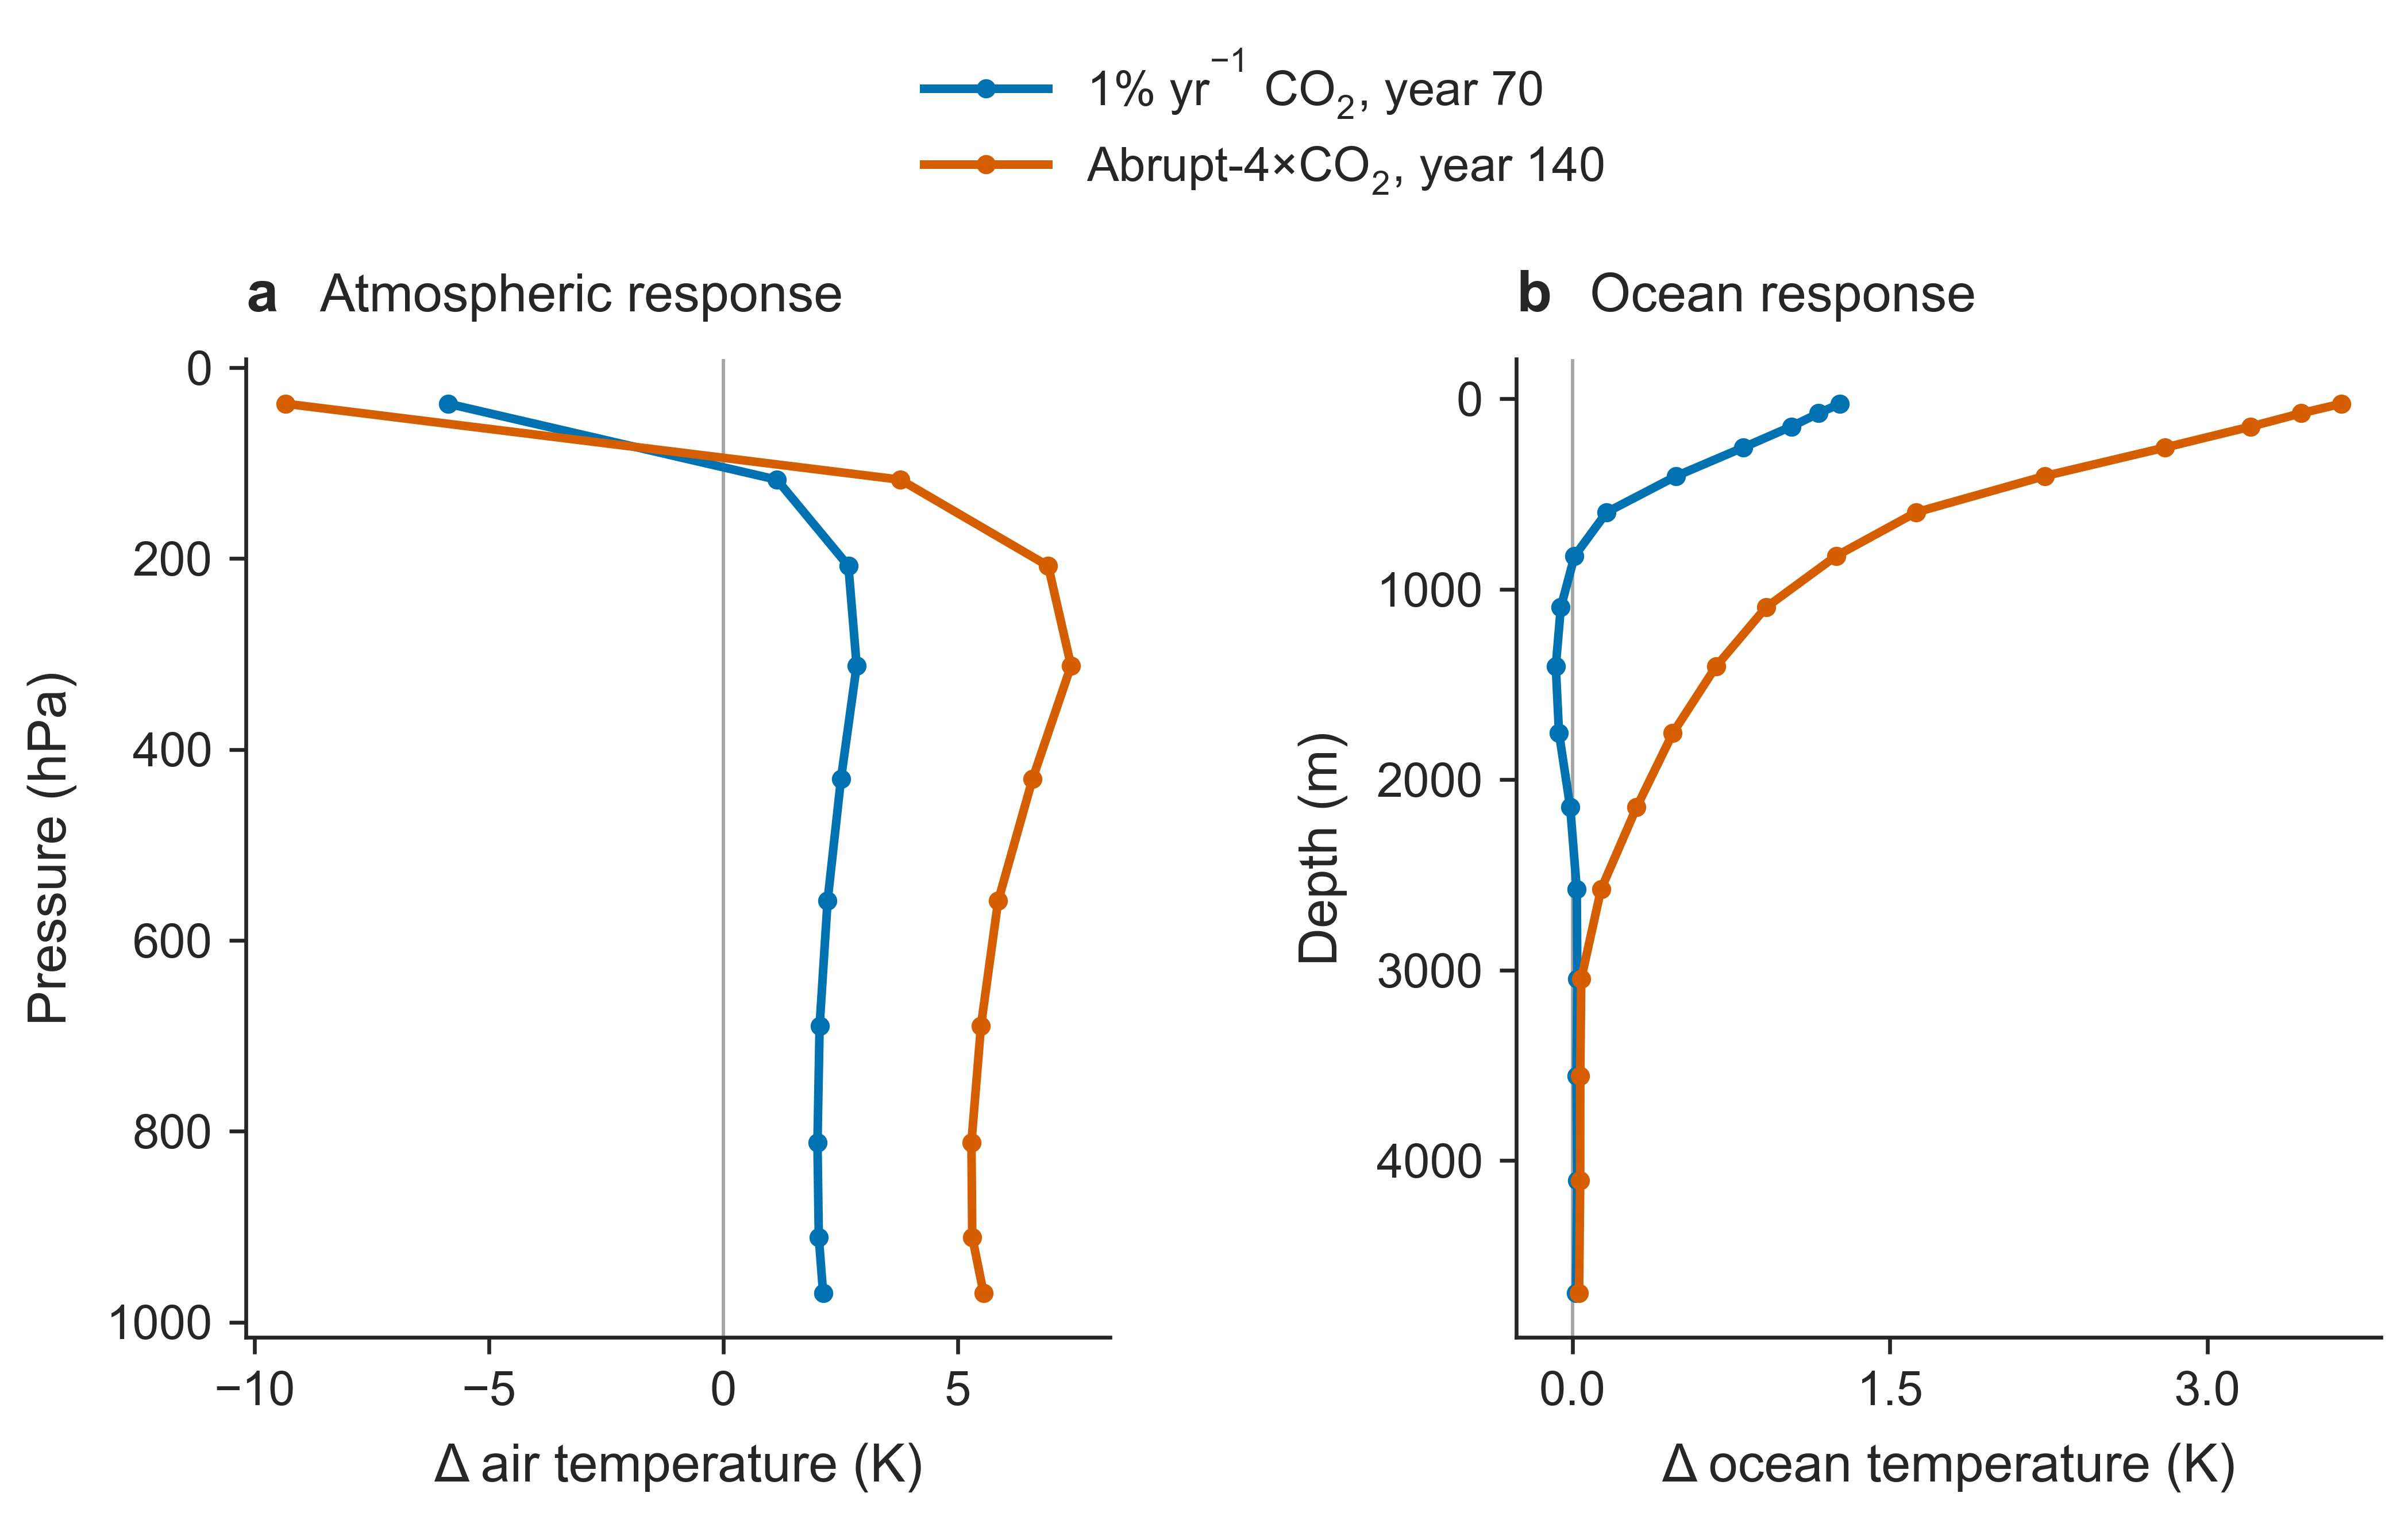 1% yr⁻¹ CO₂, year 70
Abrupt-4×CO₂, year 140
a Atmospheric response
0
200
400
600
800
1000
Pressure (hPa)
−10 −5 0 5
Δ air temperature (K)
b Ocean response
0
1000
2000
3000
4000
Depth (m)
0.0 1.5 3.0
Δ ocean temperature (K)